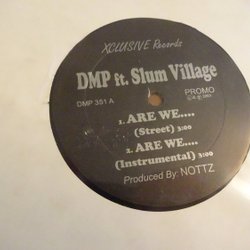 XCLUSIVE Records
DMP ft. Slum Village
DMP 351 A
PROMO
1. ARE WE....
(Street) 3:00
2. ARE WE....
(Instrumental) 3:00
Produced By: NOTTZ